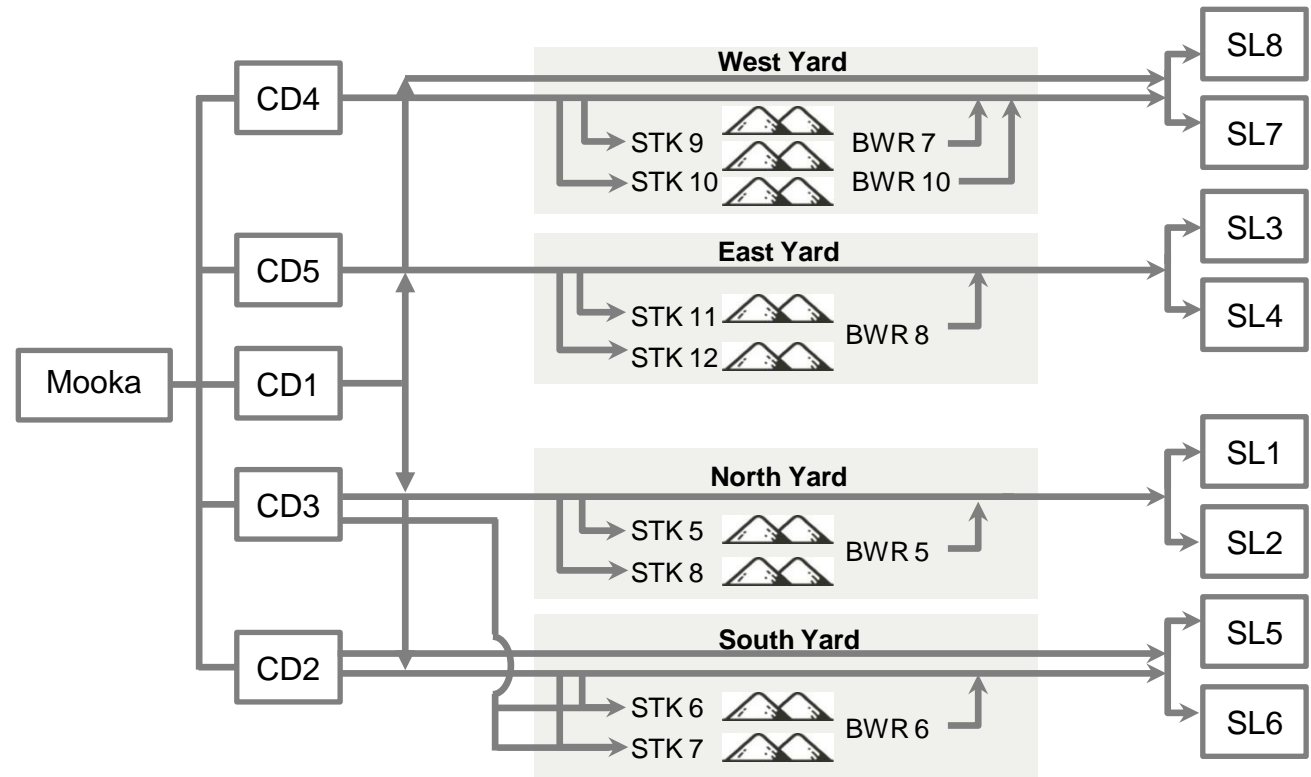 West Yard
SL8
CD4
STK 9
BWR 7
SL7
STK 10
BWR 10
East Yard
SL3
CD5
STK 11
BWR 8
SL4
STK 12
Mooka
CD1
SL1
North Yard
CD3
STK 5
BWR 5
SL2
STK 8
SL5
South Yard
CD2
STK 6
BWR 6
SL6
STK 7